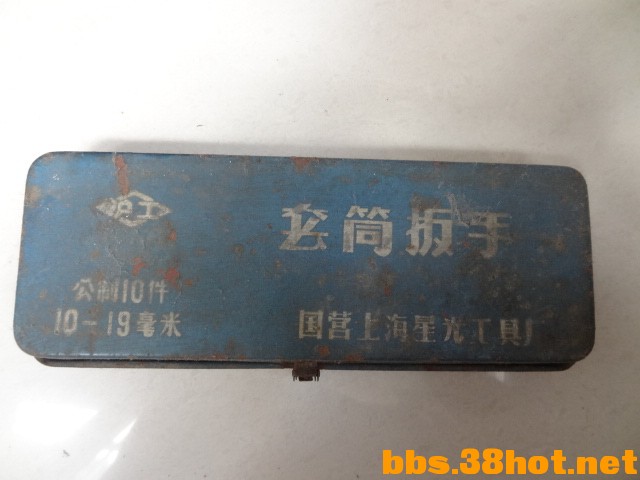 沪工
套筒扳手
公制10件
10-19毫米
国营上海星光工具厂
bbs.38hot.net